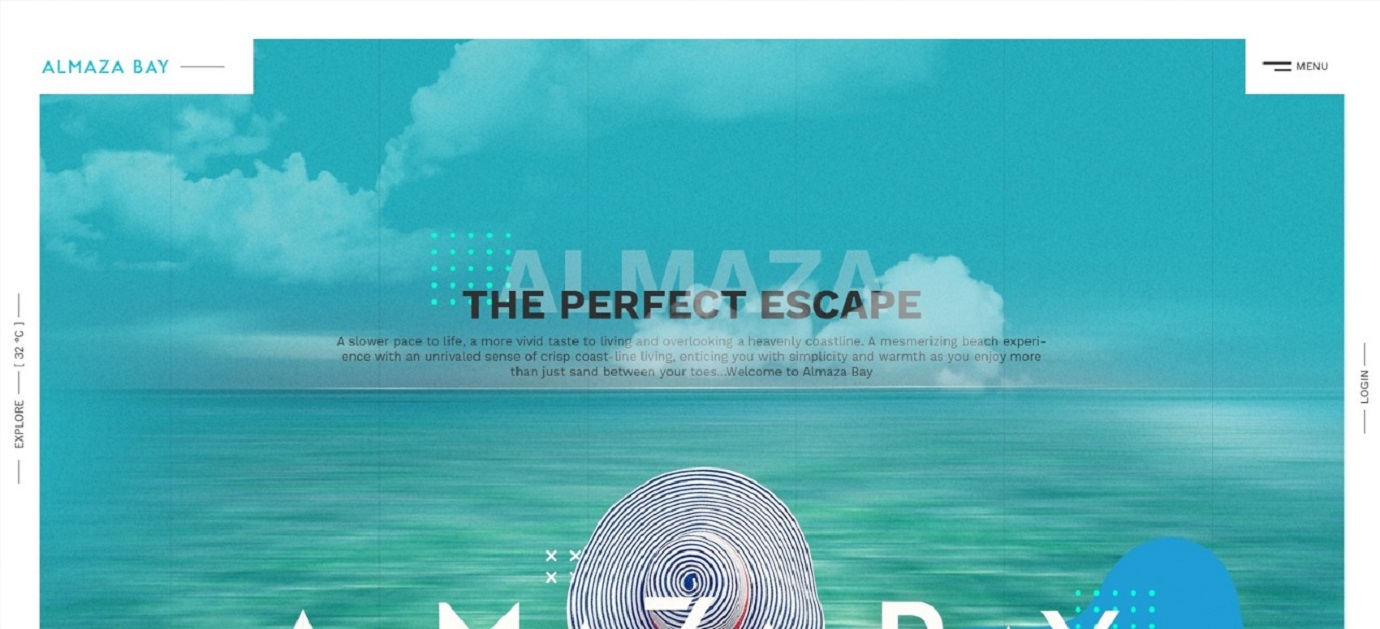 ALMAZA BAY
MENU
ALMAZA
THE PERFECT ESCAPE
A slower pace to life, a more vivid taste to living and overlooking a heavenly coastline. A mesmerizing beach experi-
ence with an unrivaled sense of crisp coast-line living, enticing you with simplicity and warmth as you enjoy more
than just sand between your toes...Welcome to Almaza Bay
EXPLORE [ 32 °C ]
LOGIN